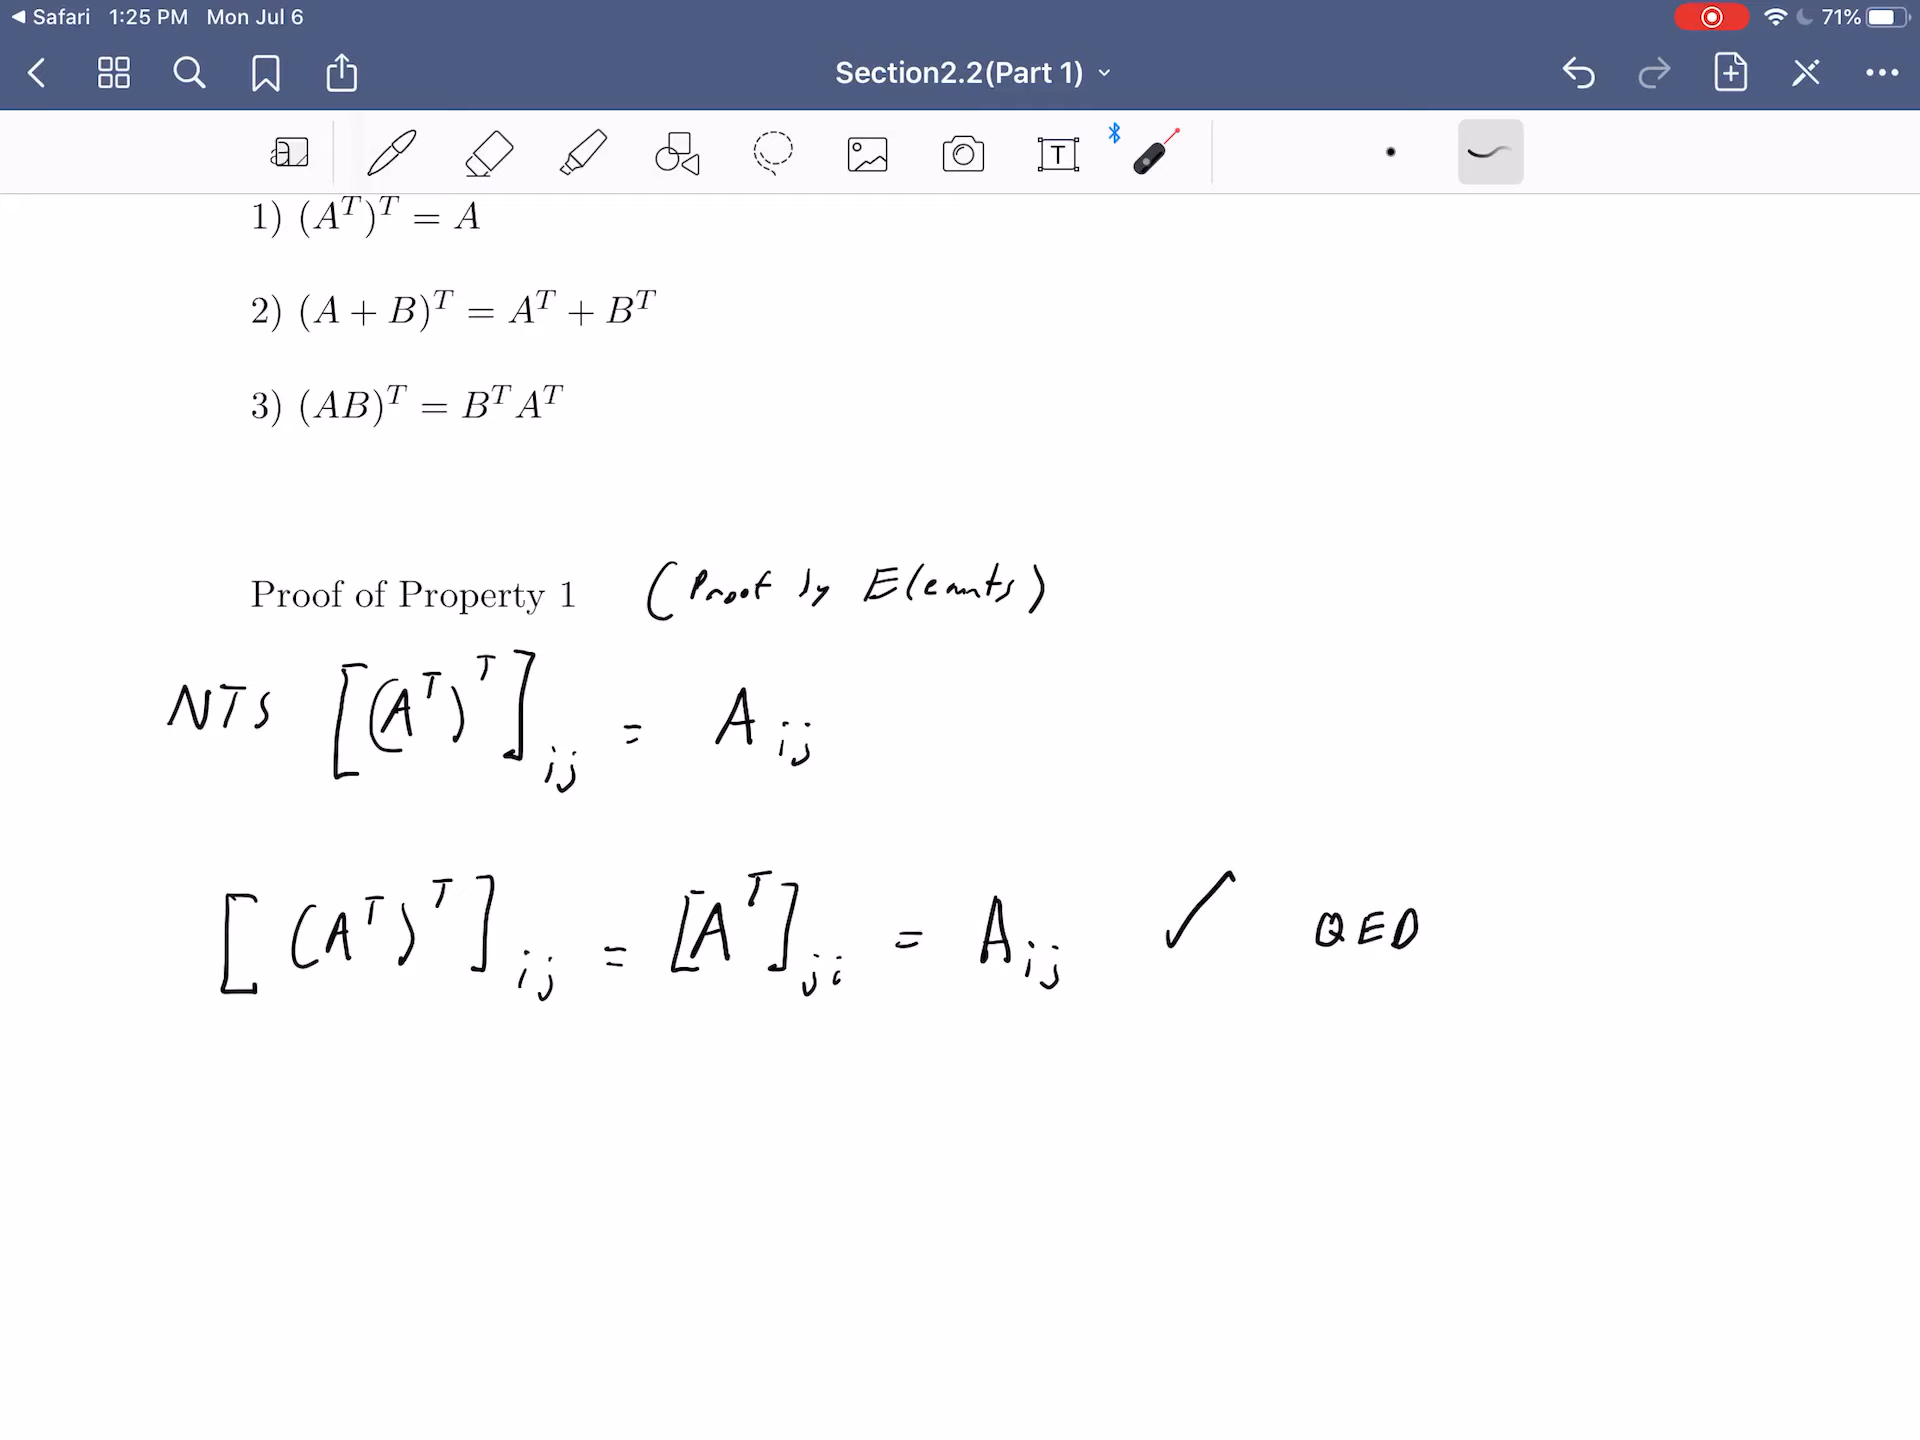 ◀ Safari 1:25 PM Mon Jul 6 71%
Section2.2(Part 1)
T
1) (A^T)^T = A
2) (A + B)^T = A^T + B^T
3) (AB)^T = B^T A^T
Proof of Property 1 (Proof by Elements)
NTS [(A^T)^T]_ij = A_ij
[(A^T)^T]_ij = [A^T]_ji = A_ij ✓ QED